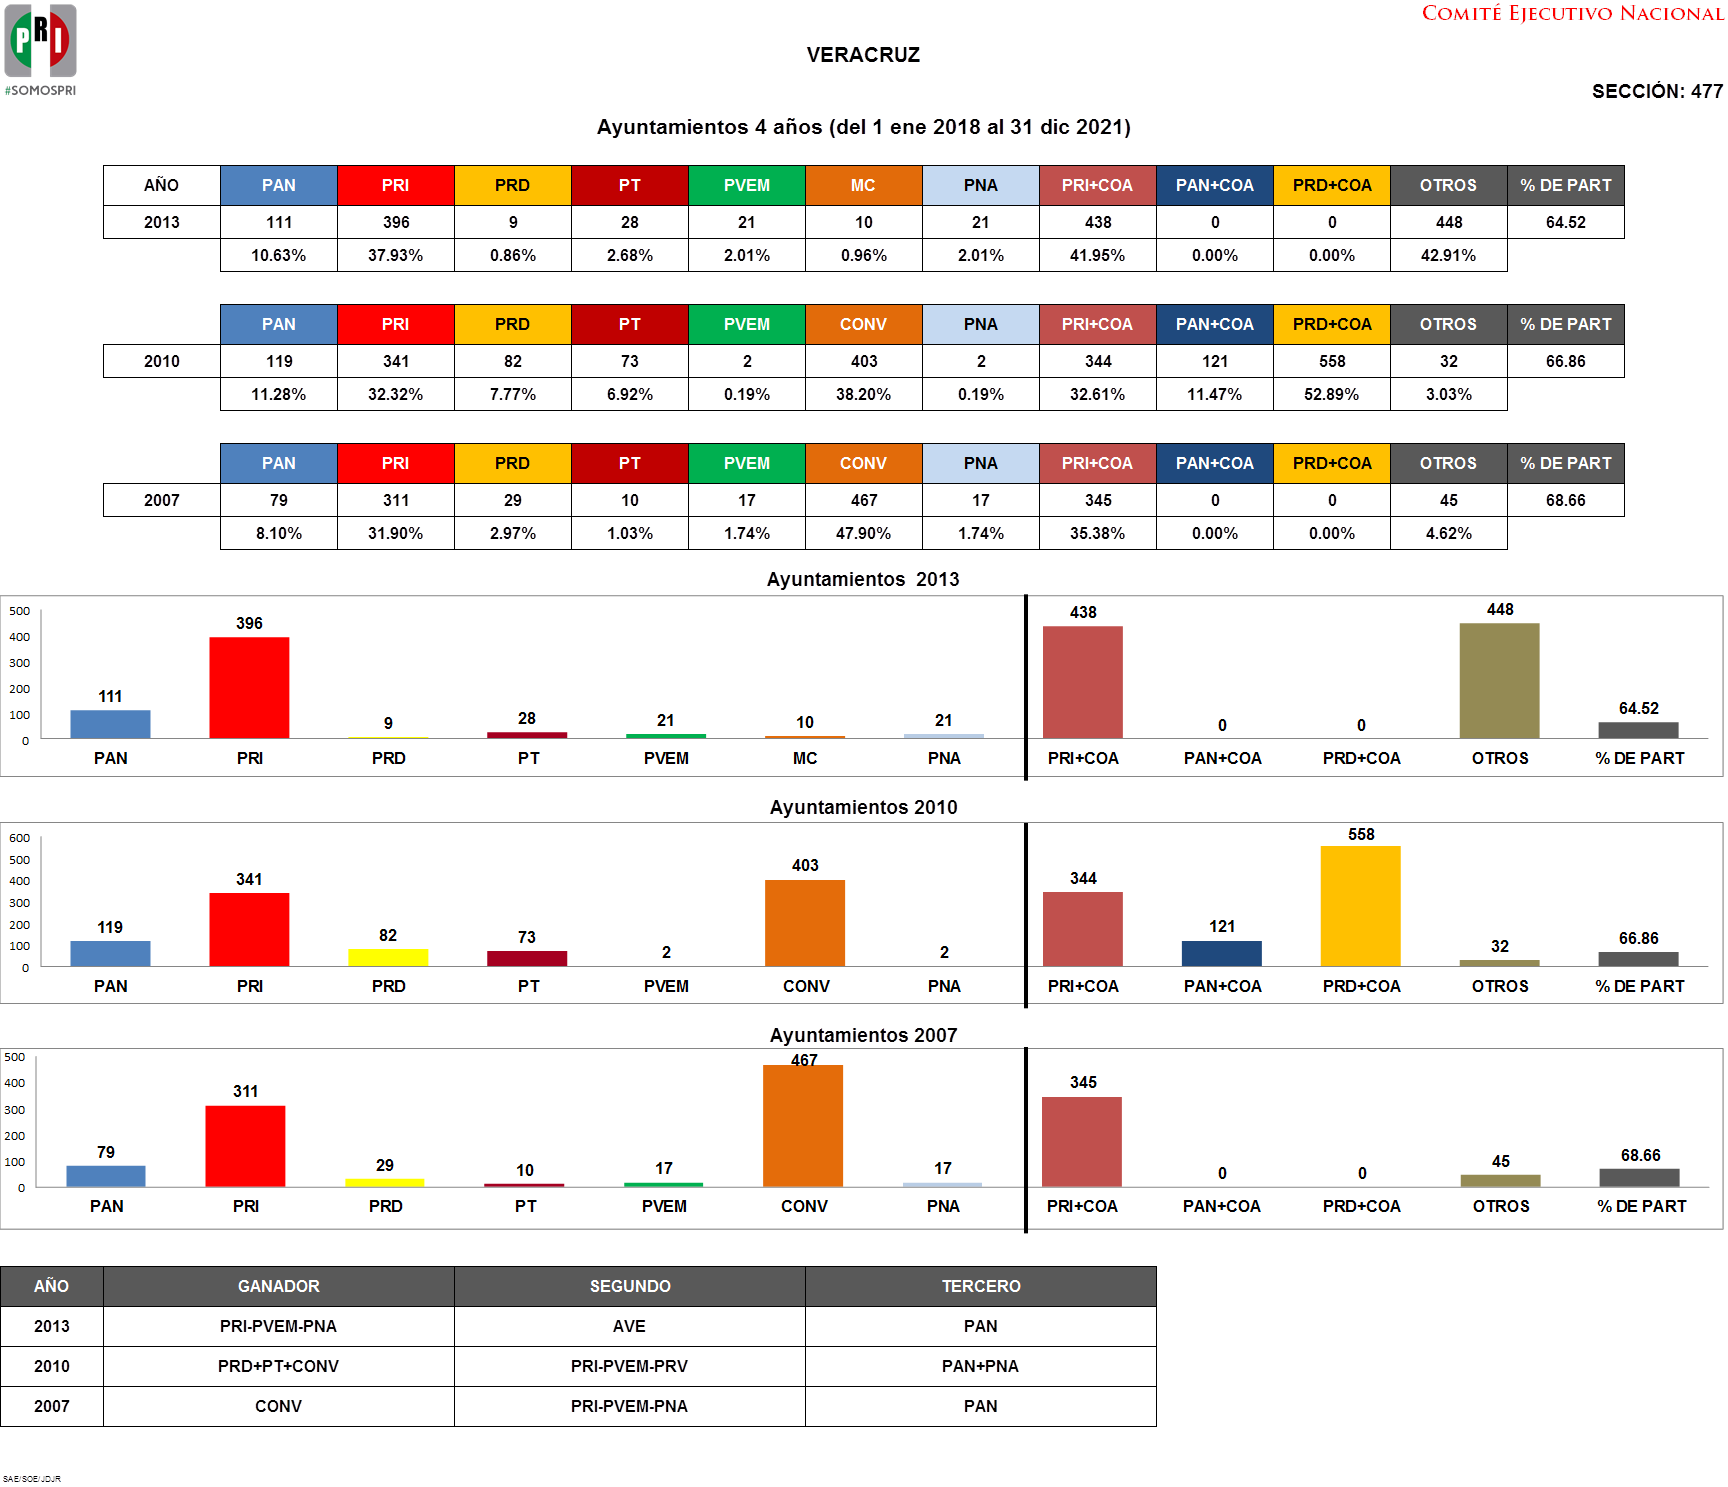 PRI
#SOMOSPRI
COMITÉ EJECUTIVO NACIONAL
VERACRUZ
SECCIÓN: 477
Ayuntamientos 4 años (del 1 ene 2018 al 31 dic 2021)
AÑO PAN PRI PRD PT PVEM MC PNA PRI+COA PAN+COA PRD+COA OTROS % DE PART
2013 111 396 9 28 21 10 21 438 0 0 448 64.52
10.63% 37.93% 0.86% 2.68% 2.01% 0.96% 2.01% 41.95% 0.00% 0.00% 42.91%
PAN PRI PRD PT PVEM CONV PNA PRI+COA PAN+COA PRD+COA OTROS % DE PART
2010 119 341 82 73 2 403 2 344 121 558 32 66.86
11.28% 32.32% 7.77% 6.92% 0.19% 38.20% 0.19% 32.61% 11.47% 52.89% 3.03%
PAN PRI PRD PT PVEM CONV PNA PRI+COA PAN+COA PRD+COA OTROS % DE PART
2007 79 311 29 10 17 467 17 345 0 0 45 68.66
8.10% 31.90% 2.97% 1.03% 1.74% 47.90% 1.74% 35.38% 0.00% 0.00% 4.62%
Ayuntamientos 2013
500
400
300
200
100
0
111 396 9 28 21 10 21 438 0 0 448 64.52
PAN PRI PRD PT PVEM MC PNA PRI+COA PAN+COA PRD+COA OTROS % DE PART
Ayuntamientos 2010
600
500
400
300
200
100
0
119 341 82 73 2 403 2 344 121 558 32 66.86
PAN PRI PRD PT PVEM CONV PNA PRI+COA PAN+COA PRD+COA OTROS % DE PART
Ayuntamientos 2007
500
400
300
200
100
0
79 311 29 10 17 467 17 345 0 0 45 68.66
PAN PRI PRD PT PVEM CONV PNA PRI+COA PAN+COA PRD+COA OTROS % DE PART
AÑO GANADOR SEGUNDO TERCERO
2013 PRI-PVEM-PNA AVE PAN
2010 PRD+PT+CONV PRI-PVEM-PRV PAN+PNA
2007 CONV PRI-PVEM-PNA PAN
SAE/SOE/JDJR